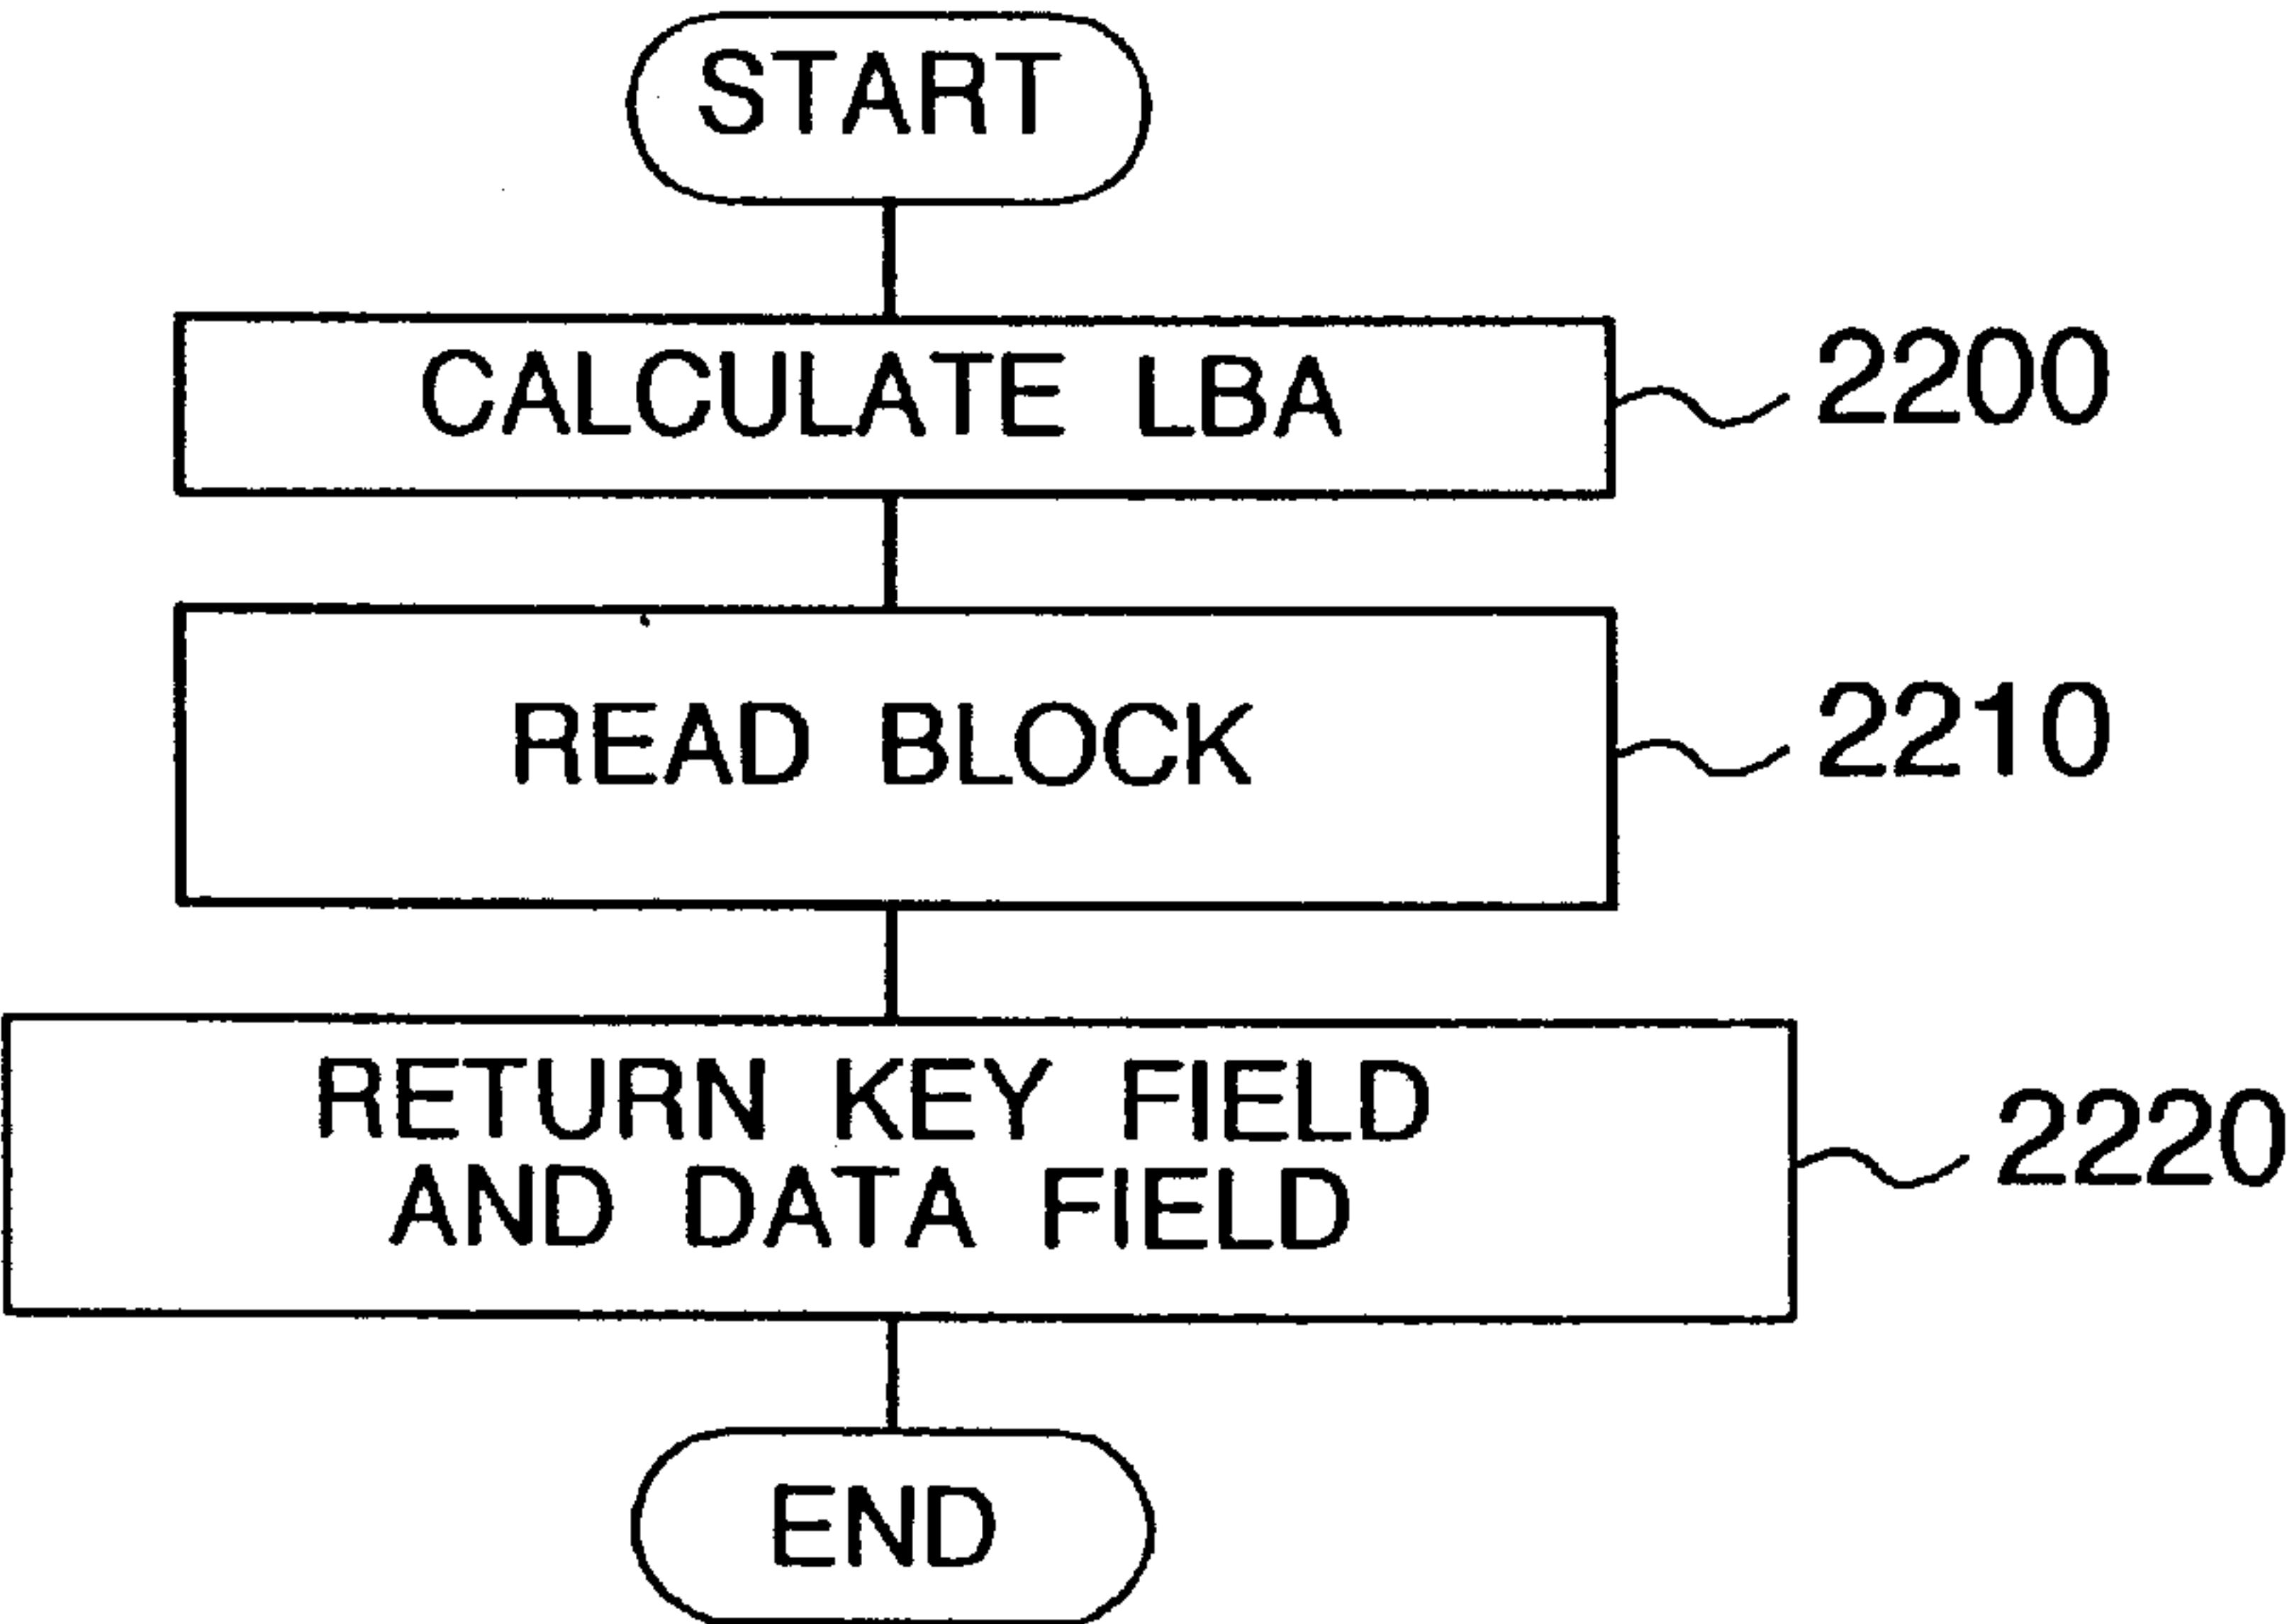 START
CALCULATE LBA
2200
READ BLOCK
2210
RETURN KEY FIELD
AND DATA FIELD
2220
END